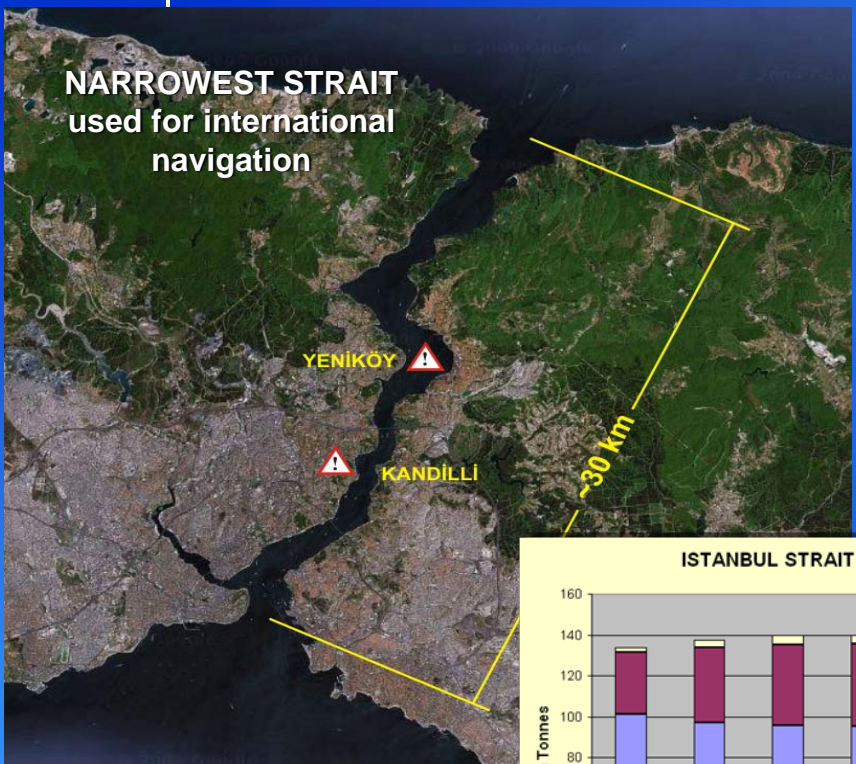 NARROWEST STRAIT
used for international
navigation
YENİKÖY
KANDİLLİ
~30 km
ISTANBUL STRAIT
160
140
120
100
80
Tonnes